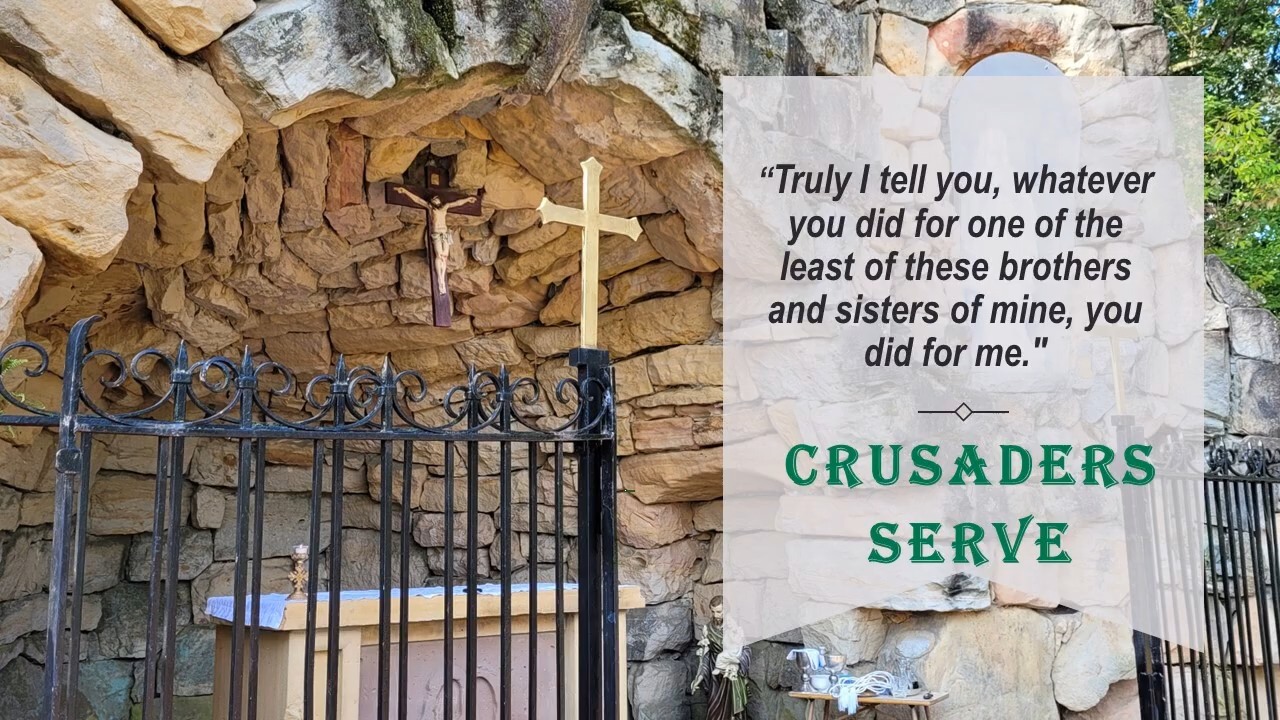 “Truly I tell you, whatever
you did for one of the
least of these brothers
and sisters of mine, you
did for me."
CRUSADERS
SERVE